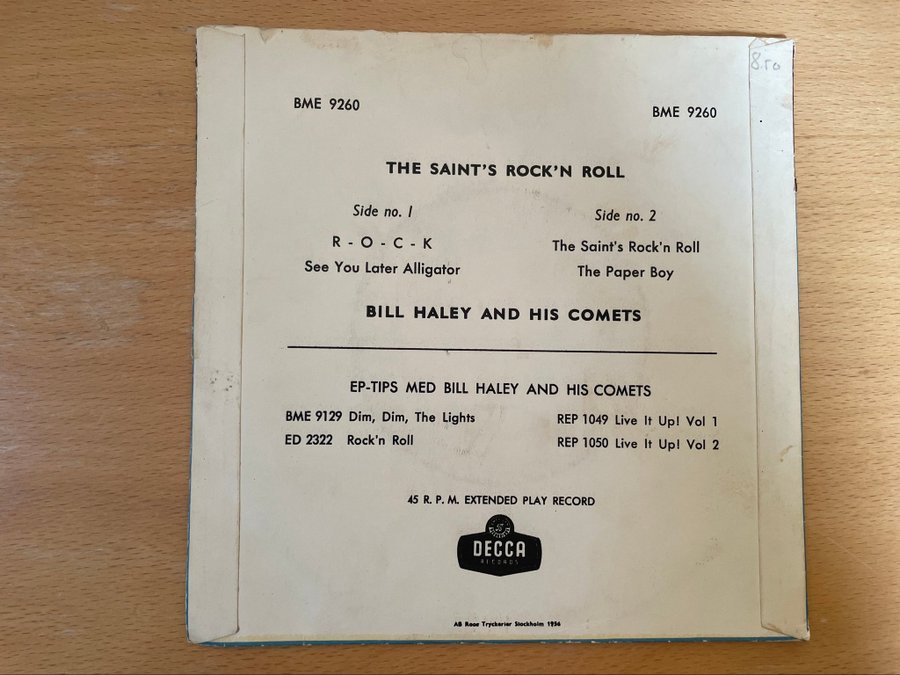 8.50
BME 9260 BME 9260
THE SAINT'S ROCK'N ROLL
Side no. 1 Side no. 2
R - O - C - K The Saint's Rock'n Roll
See You Later Alligator The Paper Boy
BILL HALEY AND HIS COMETS
EP-TIPS MED BILL HALEY AND HIS COMETS
BME 9129 Dim, Dim, The Lights REP 1049 Live It Up! Vol 1
ED 2322 Rock'n Roll REP 1050 Live It Up! Vol 2
45 R. P. M. EXTENDED PLAY RECORD
DECCA
RECORDS
AB Roos Tryckerier Stockholm 1956